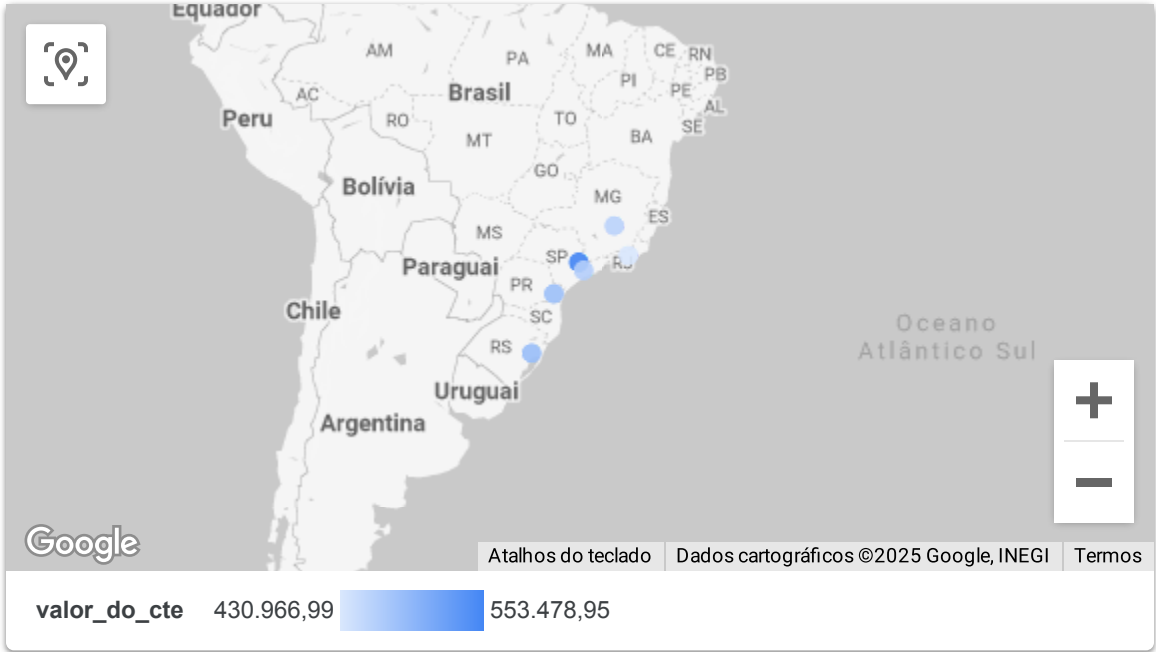 Equador
AM
PA
MA
CE
RN
PB
PI
PE
AC
Brasil
AL
Peru
RO
TO
SE
MT
BA
GO
Bolívia
MG
ES
MS
SP
RJ
Paraguai
PR
Chile
SC
Oceano
Atlântico Sul
RS
Uruguai
Argentina
Google
Atalhos do teclado
Dados cartográficos ©2025 Google, INEGI
Termos
valor_do_cte 430.966,99 553.478,95